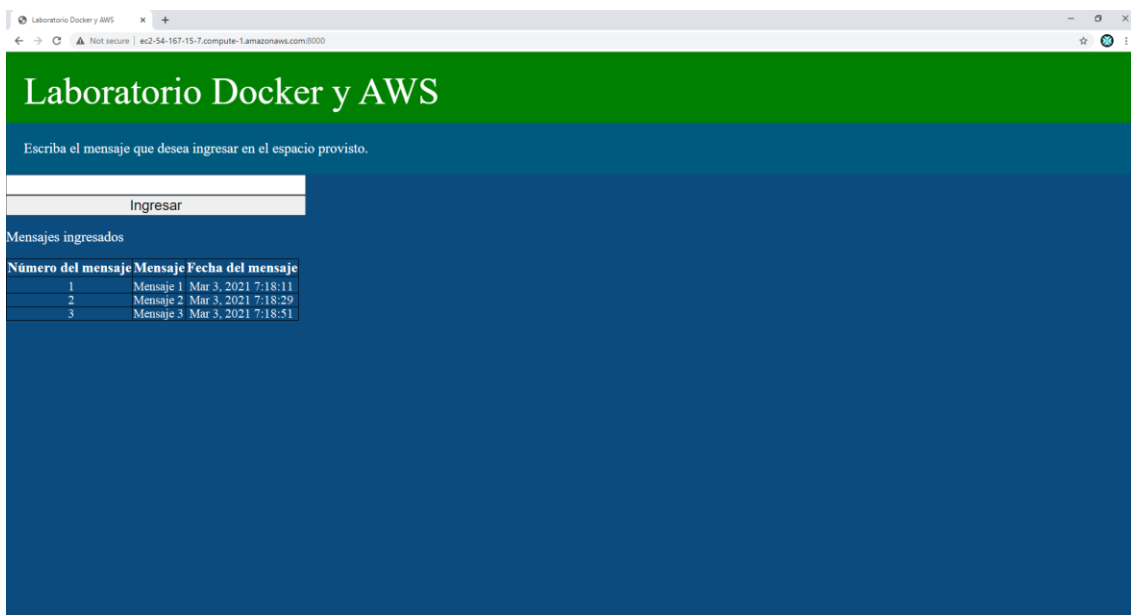 Laboratorio Docker y AWS
Not secure | ec2-54-167-15-7.compute-1.amazonaws.com:8000
Laboratorio Docker y AWS
Escriba el mensaje que desea ingresar en el espacio provisto.
Ingresar
Mensajes ingresados
Número del mensaje Mensaje Fecha del mensaje
1 Mensaje 1 Mar 3, 2021 7:18:11
2 Mensaje 2 Mar 3, 2021 7:18:29
3 Mensaje 3 Mar 3, 2021 7:18:51